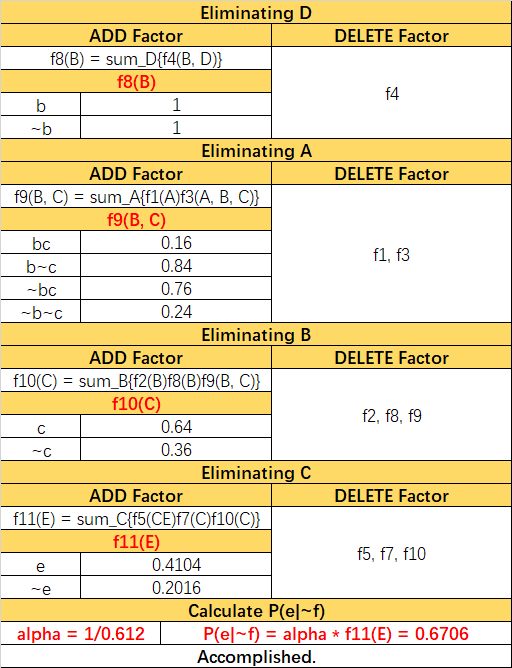 Eliminating D
ADD Factor DELETE Factor
f8(B) = sum_D{f4(B, D)}
f8(B)
f4
b 1
~b 1
Eliminating A
ADD Factor DELETE Factor
f9(B, C) = sum_A{f1(A)f3(A, B, C)}
f9(B, C)
bc 0.16
f1, f3
b~c 0.84
~bc 0.76
~b~c 0.24
Eliminating B
ADD Factor DELETE Factor
f10(C) = sum_B{f2(B)f8(B)f9(B, C)}
f10(C)
f2, f8, f9
c 0.64
~c 0.36
Eliminating C
ADD Factor DELETE Factor
f11(E) = sum_C{f5(CE)f7(C)f10(C)}
f11(E)
f5, f7, f10
e 0.4104
~e 0.2016
Calculate P(e|~f)
alpha = 1/0.612 P(e|~f) = alpha * f11(E) = 0.6706
Accomplished.